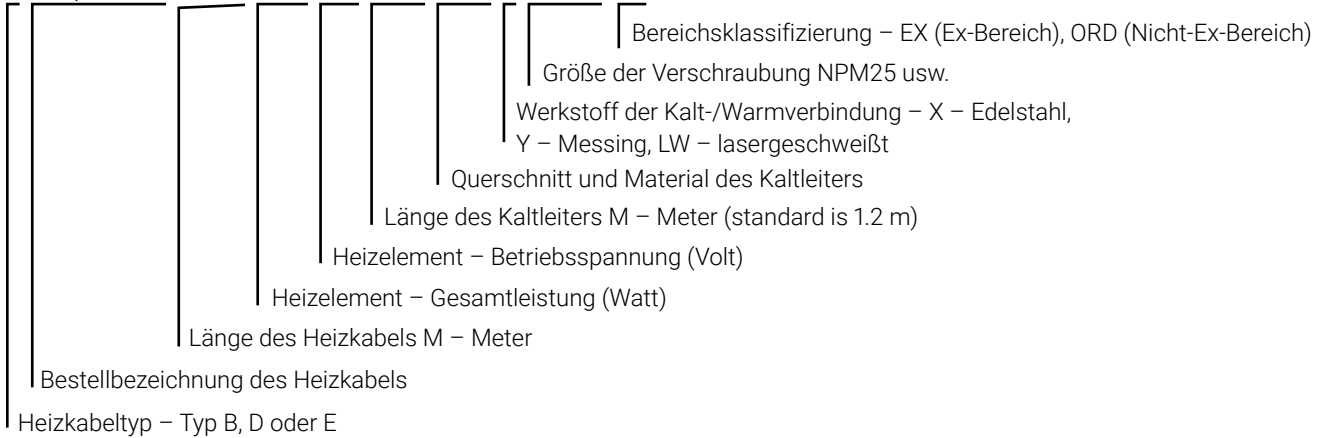 Bereichsklassifizierung – EX (Ex-Bereich), ORD (Nicht-Ex-Bereich)
Größe der Verschraubung NPM25 usw.
Werkstoff der Kalt-/Warmverbindung – X – Edelstahl,
Y – Messing, LW – lasergeschweißt
Querschnitt und Material des Kaltleiters
Länge des Kaltleiters M – Meter (standard is 1.2 m)
Heizelement – Betriebsspannung (Volt)
Heizelement – Gesamtleistung (Watt)
Länge des Heizkabels M – Meter
Bestellbezeichnung des Heizkabels
Heizkabeltyp – Typ B, D oder E